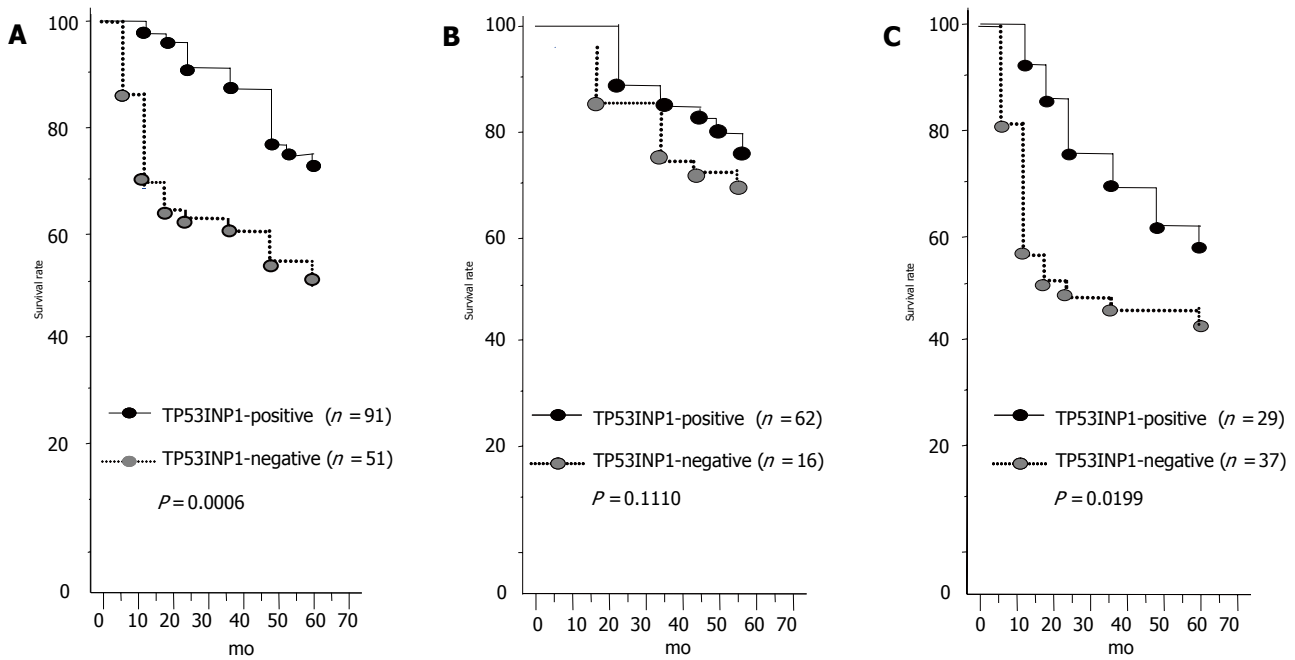 A
100
80
60
40
20
0
Survival rate
TP53INP1-positive (n = 91)
TP53INP1-negative (n = 51)
P = 0.0006
0 10 20 30 40 50 60 70
mo
B
100
80
60
40
20
0
Survival rate
TP53INP1-positive (n = 62)
TP53INP1-negative (n = 16)
P = 0.1110
0 10 20 30 40 50 60 70
mo
C
100
80
60
40
20
0
Survival rate
TP53INP1-positive (n = 29)
TP53INP1-negative (n = 37)
P = 0.0199
0 10 20 30 40 50 60 70
mo